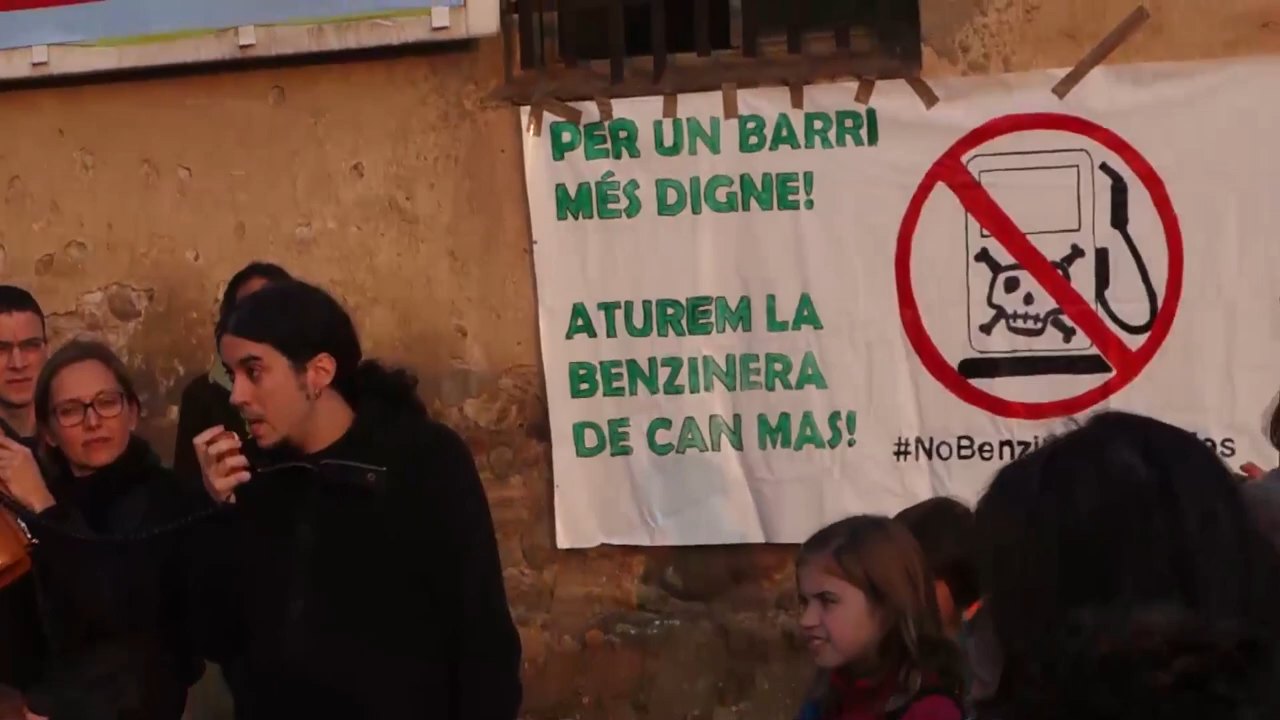 PER UN BARRI
MÉS DIGNE!
ATUREM LA
BENZINERA
DE CAN MAS!